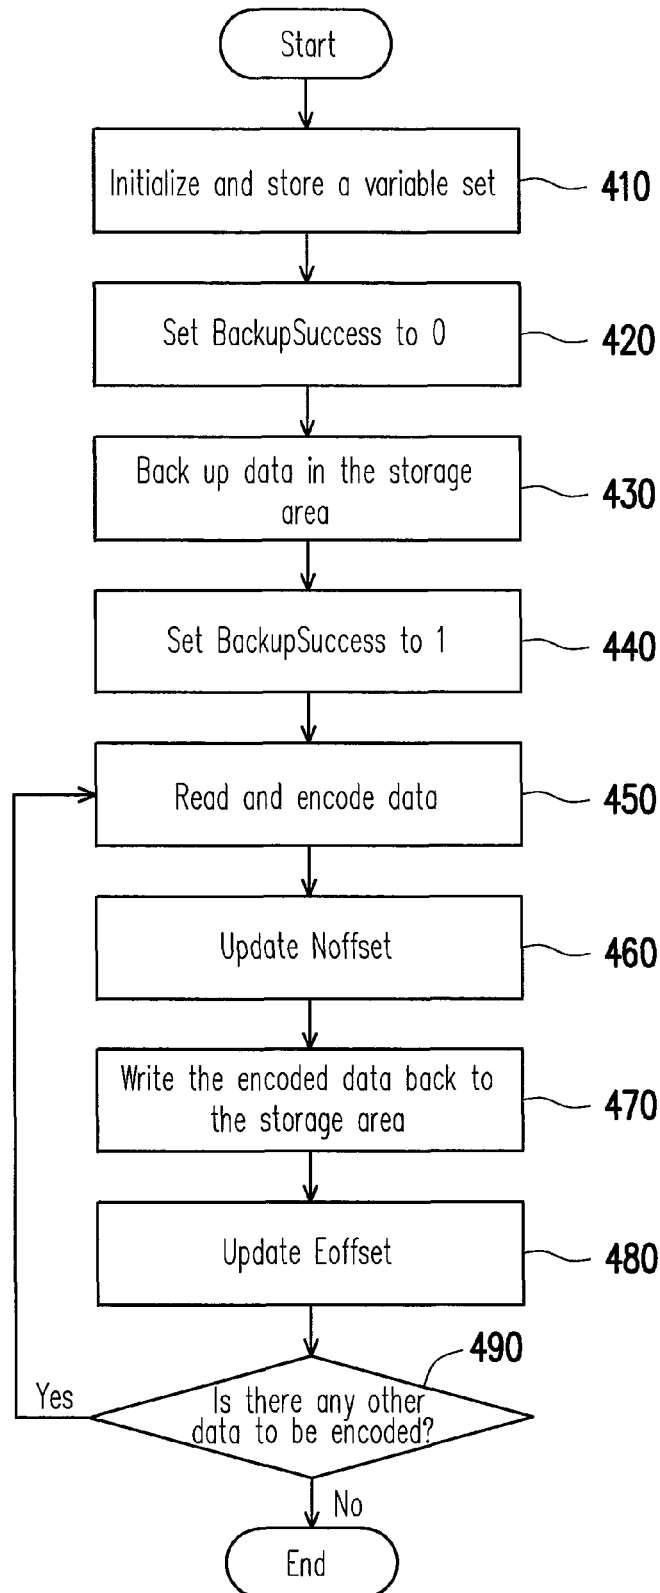 Start
Initialize and store a variable set
410
Set BackupSuccess to 0
420
Back up data in the storage
area
430
Set BackupSuccess to 1
440
Read and encode data
450
Update Noffset
460
Write the encoded data back to
the storage area
470
Update Eoffset
480
490
Is there any other
data to be encoded?
Yes
No
End